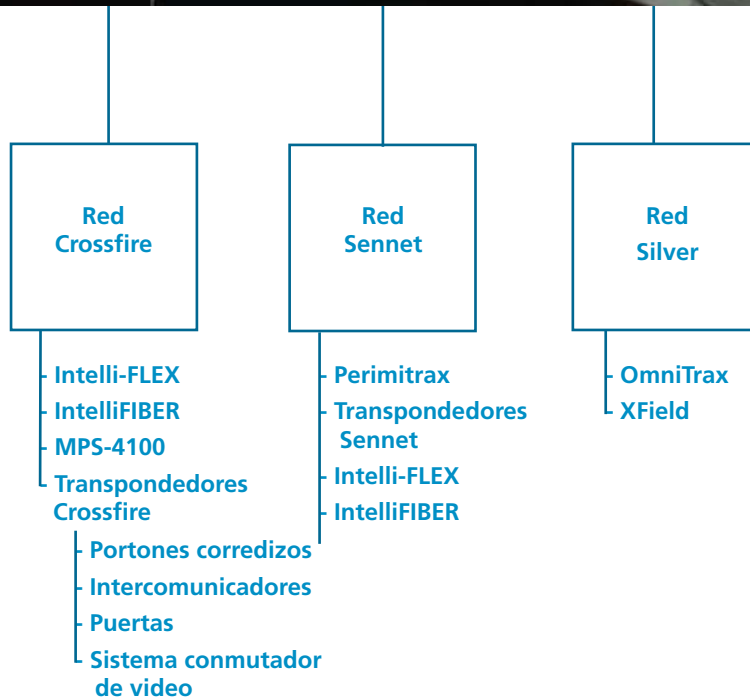 Red
Crossfire
- Intelli-FLEX
- IntelliFIBER
- MPS-4100
- Transpondedores
Crossfire
- Portones corredizos
- Intercomunicadores
- Puertas
- Sistema conmutador
de video
Red
Sennet
- Perimitrax
- Transpondedores
Sennet
- Intelli-FLEX
- IntelliFIBER
Red
Silver
- OmniTrax
- XField